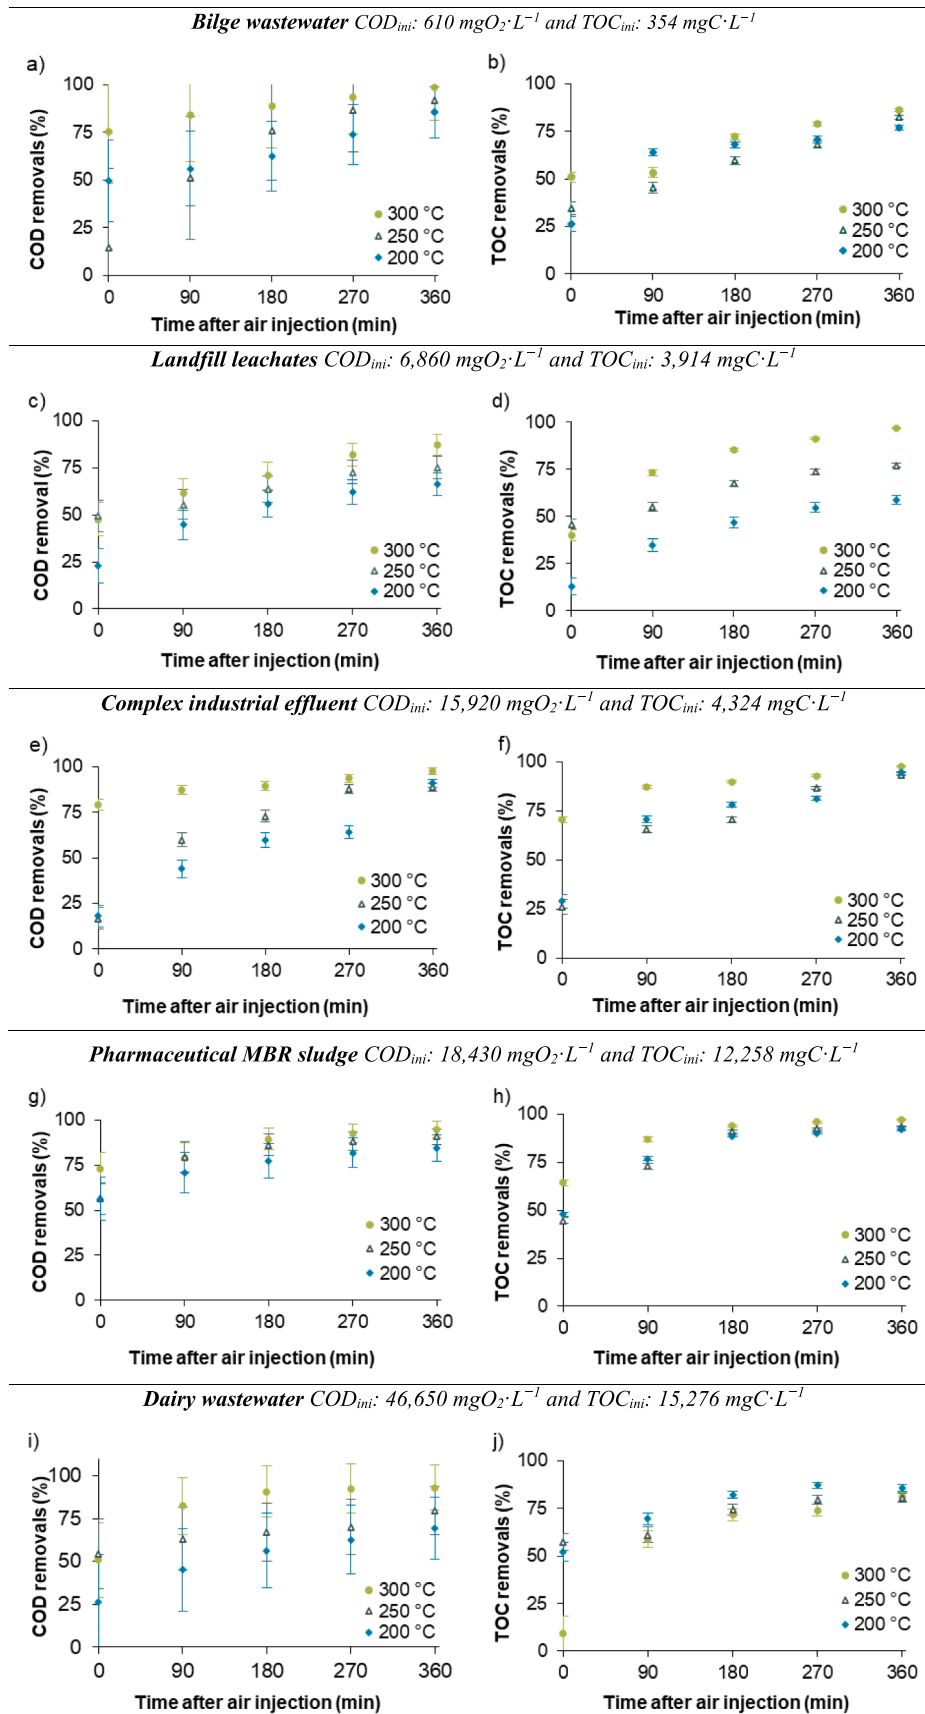 Bilge wastewater CODini: 610 mgO2·L−1 and TOCini: 354 mgC·L−1
a)
COD removals (%)
100
75
50
25
0
300 °C
250 °C
200 °C
0 90 180 270 360
Time after air injection (min)
b)
TOC removals (%)
100
75
50
25
0
300 °C
250 °C
200 °C
0 90 180 270 360
Time after air injection (min)
Landfill leachates CODini: 6,860 mgO2·L−1 and TOCini: 3,914 mgC·L−1
c)
COD removal (%)
100
75
50
25
0
300 °C
250 °C
200 °C
0 90 180 270 360
Time after injection (min)
d)
TOC removals (%)
100
75
50
25
0
300 °C
250 °C
200 °C
0 90 180 270 360
Time after air injection (min)
Complex industrial effluent CODini: 15,920 mgO2·L−1 and TOCini: 4,324 mgC·L−1
e)
COD removals (%)
100
75
50
25
0
300 °C
250 °C
200 °C
0 90 180 270 360
Time after air injection (min)
f)
TOC removals (%)
100
75
50
25
0
300 °C
250 °C
200 °C
0 90 180 270 360
Time after air injection (min)
Pharmaceutical MBR sludge CODini: 18,430 mgO2·L−1 and TOCini: 12,258 mgC·L−1
g)
COD removals (%)
100
75
50
25
0
300 °C
250 °C
200 °C
0 90 180 270 360
Time after air injection (min)
h)
TOC removals (%)
100
75
50
25
0
300 °C
250 °C
200 °C
0 90 180 270 360
Time after air injection (min)
Dairy wastewater CODini: 46,650 mgO2·L−1 and TOCini: 15,276 mgC·L−1
i)
COD removals (%)
100
75
50
25
0
300 °C
250 °C
200 °C
0 90 180 270 360
Time after air injection (min)
j)
TOC removals (%)
100
75
50
25
0
300 °C
250 °C
200 °C
0 90 180 270 360
Time after air injection (min)